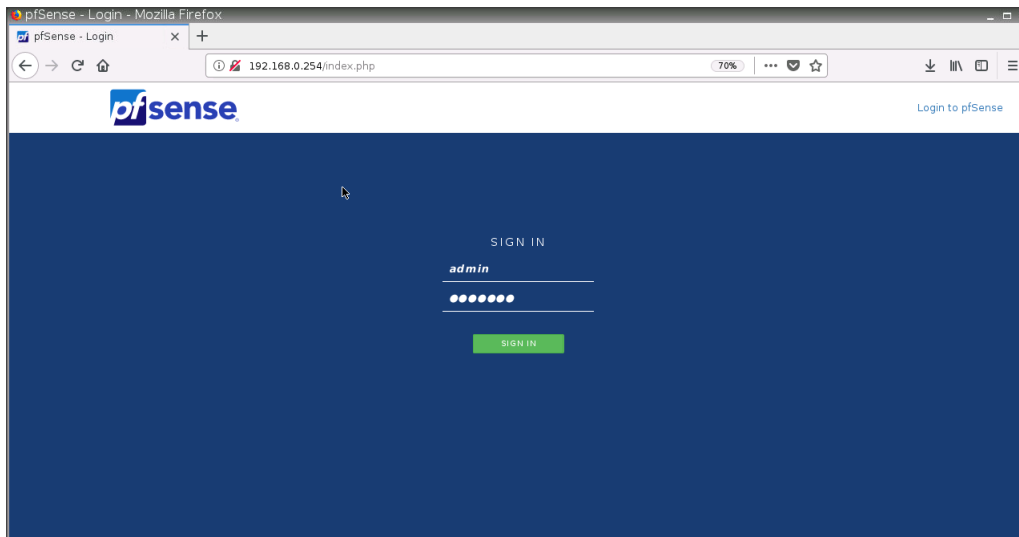 pfSense - Login - Mozilla Firefox
pfSense - Login
192.168.0.254/index.php
70%
pfsense
Login to pfSense
SIGN IN
admin
●●●●●●●
SIGN IN